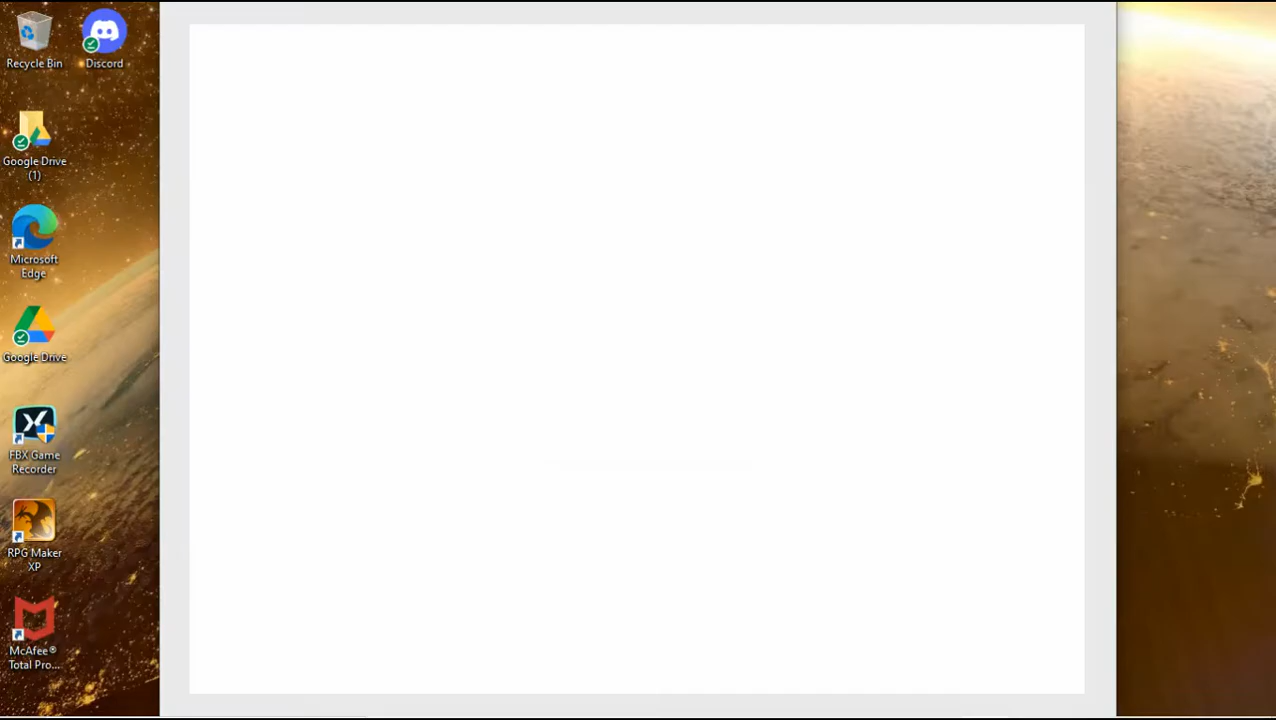 Recycle Bin
Discord
Google Drive
(1)
Microsoft
Edge
Google Drive
FBX Game
Recorder
RPG Maker
XP
McAfee®
Total Pro...